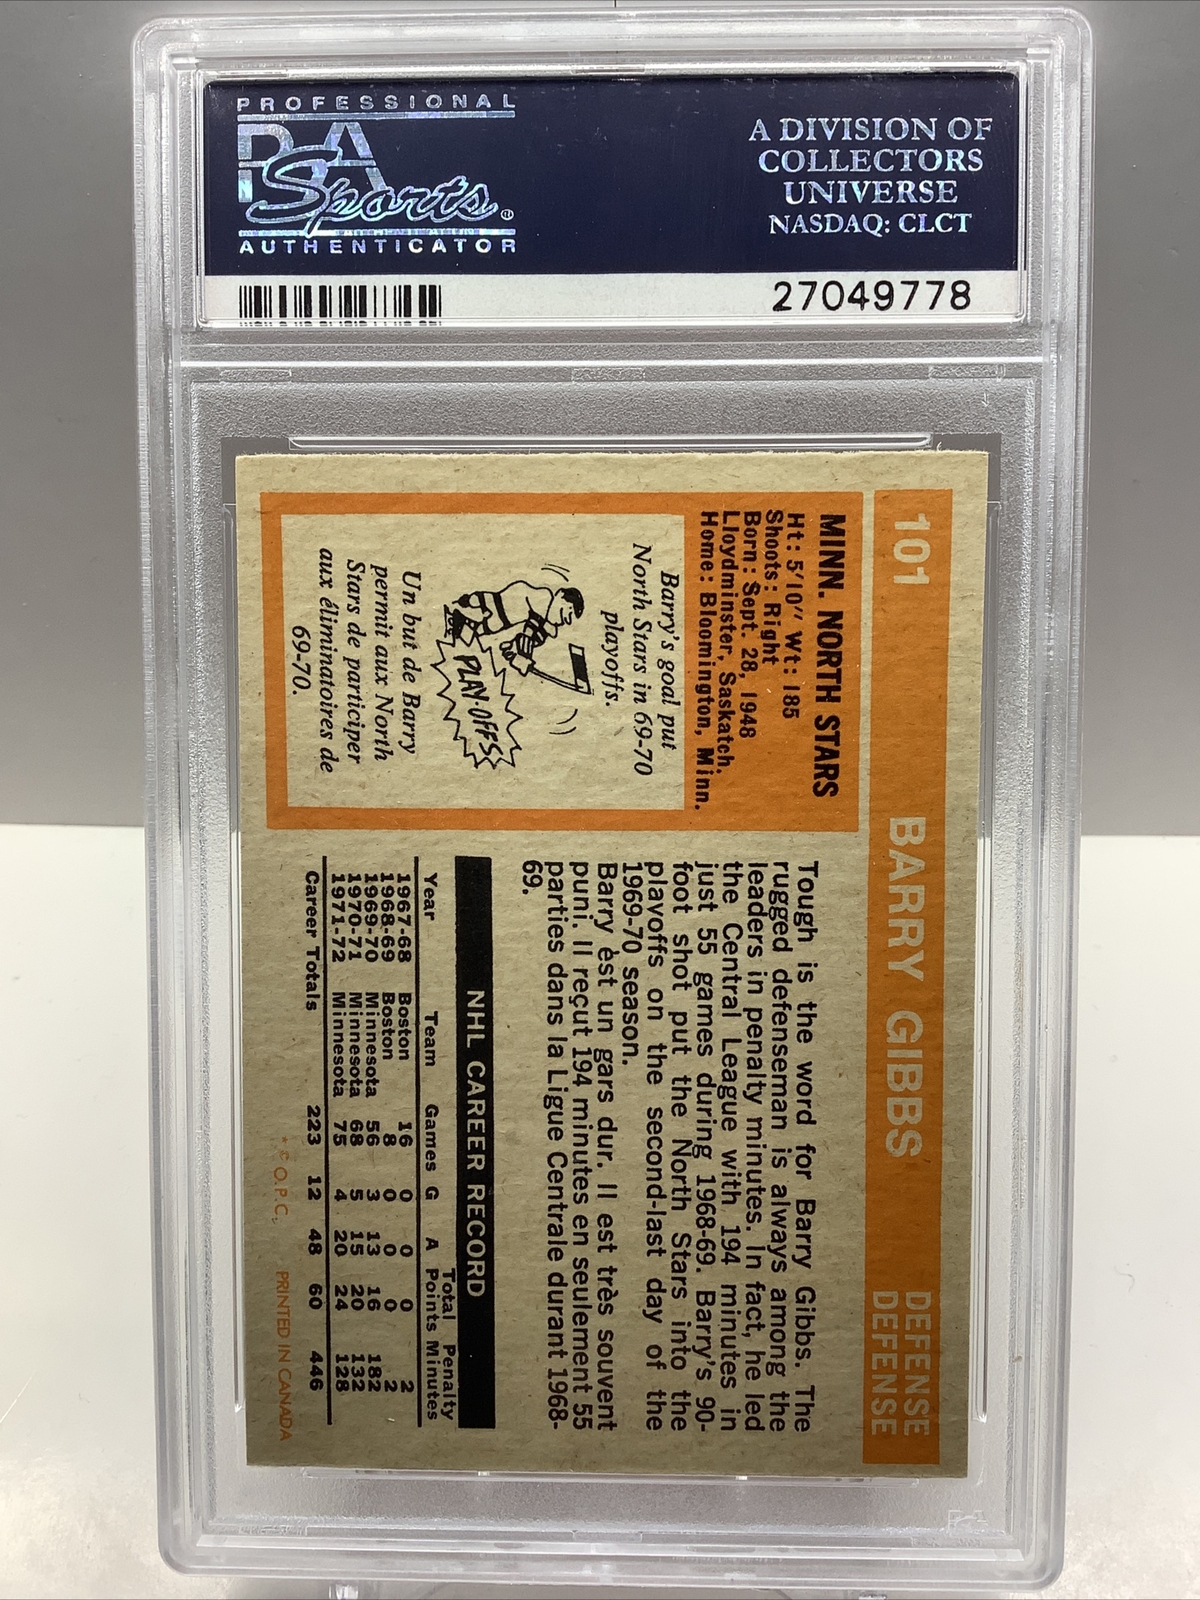 PROFESSIONAL
PSA
Sports
AUTHENTICATOR
A DIVISION OF
COLLECTORS
UNIVERSE
NASDAQ: CLCT
27049778
101 BARRY GIBBS DEFENSE
DEFENSE
MINN. NORTH STARS
Ht: 5'10" Wt: 185
Shoots: Right
Born: Sept. 28, 1948
Lloydminster, Saskatch.
Home: Bloomington, Minn.
Barry's goal put
North Stars in 69-70
playoffs.
PLAY-OFFS!
Un but de Barry
permit aux North
Stars de participer
aux éliminatoires de
69-70.
Tough is the word for Barry Gibbs. The
rugged defenseman is always among the
leaders in penalty minutes. In fact, he led
the Central League with 194 minutes in
just 55 games during 1968-69. Barry's 90-
foot shot put the North Stars into the
playoffs on the second-last day of the
1969-70 season.
Barry èst un gars dur. Il est très souvent
puni. Il reçut 194 minutes en seulement 55
parties dans la Ligue Centrale durant 1968-
69.
NHL CAREER RECORD
Year Team Games G A Total Points Penalty Minutes
1967-68 Boston 16 0 0 0 2
1968-69 Boston 8 0 0 0 2
1969-70 Minnesota 56 3 13 16 182
1970-71 Minnesota 68 5 15 20 132
1971-72 Minnesota 75 4 20 24 128
Career Totals 223 12 48 60 446
*© O.P.C. PRINTED IN CANADA